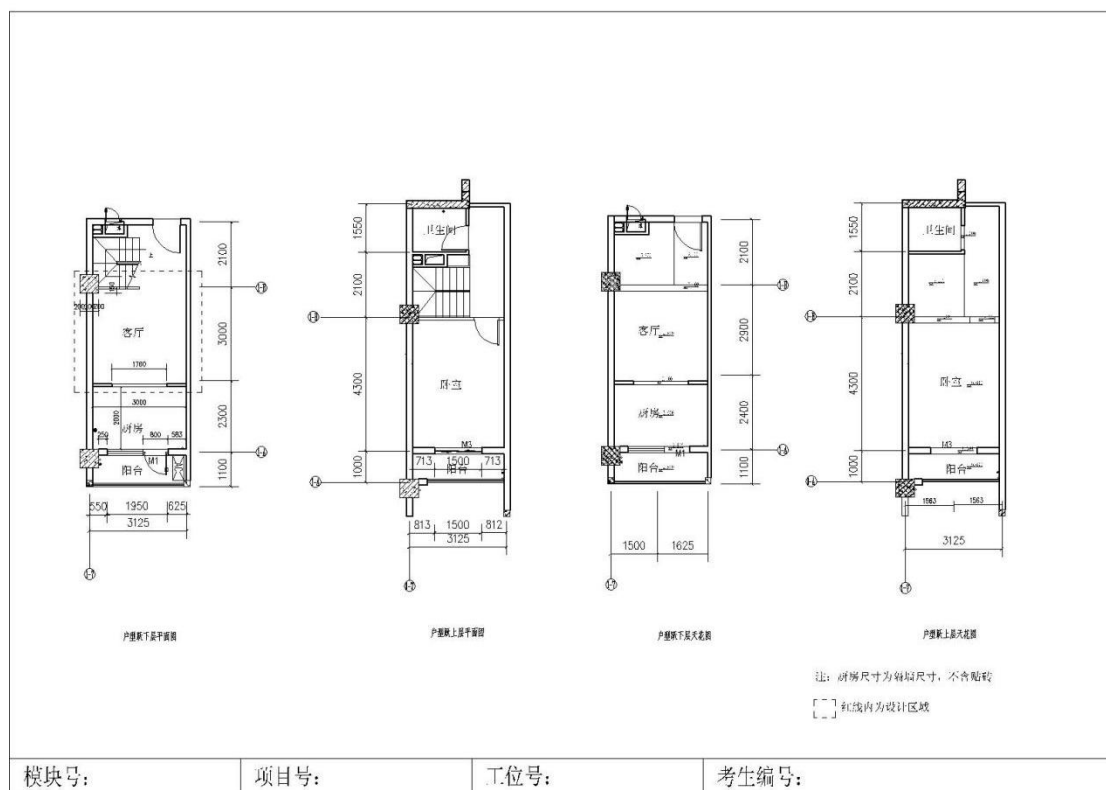 2100
3000
2300
1100
客厅
1760
3000
2000
厨房
250
800
583
M1
阳台
550
1950
625
3125
户型跃下层平面图
1550
2100
4300
1000
卫生间
卧室
M3
713
1500
713
阳台
813
1500
812
3125
户型跃上层平面图
客厅
厨房
M1
阳台
2100
2900
2400
1100
1500
1625
户型跃下层天花图
1550
2100
4300
1000
卫生间
卧室
M3
阳台
1563
1563
3125
户型跃上层天花图
注：厨房尺寸为砌墙尺寸，不含贴砖
红线内为设计区域
模块号：
项目号：
工位号：
考生编号：